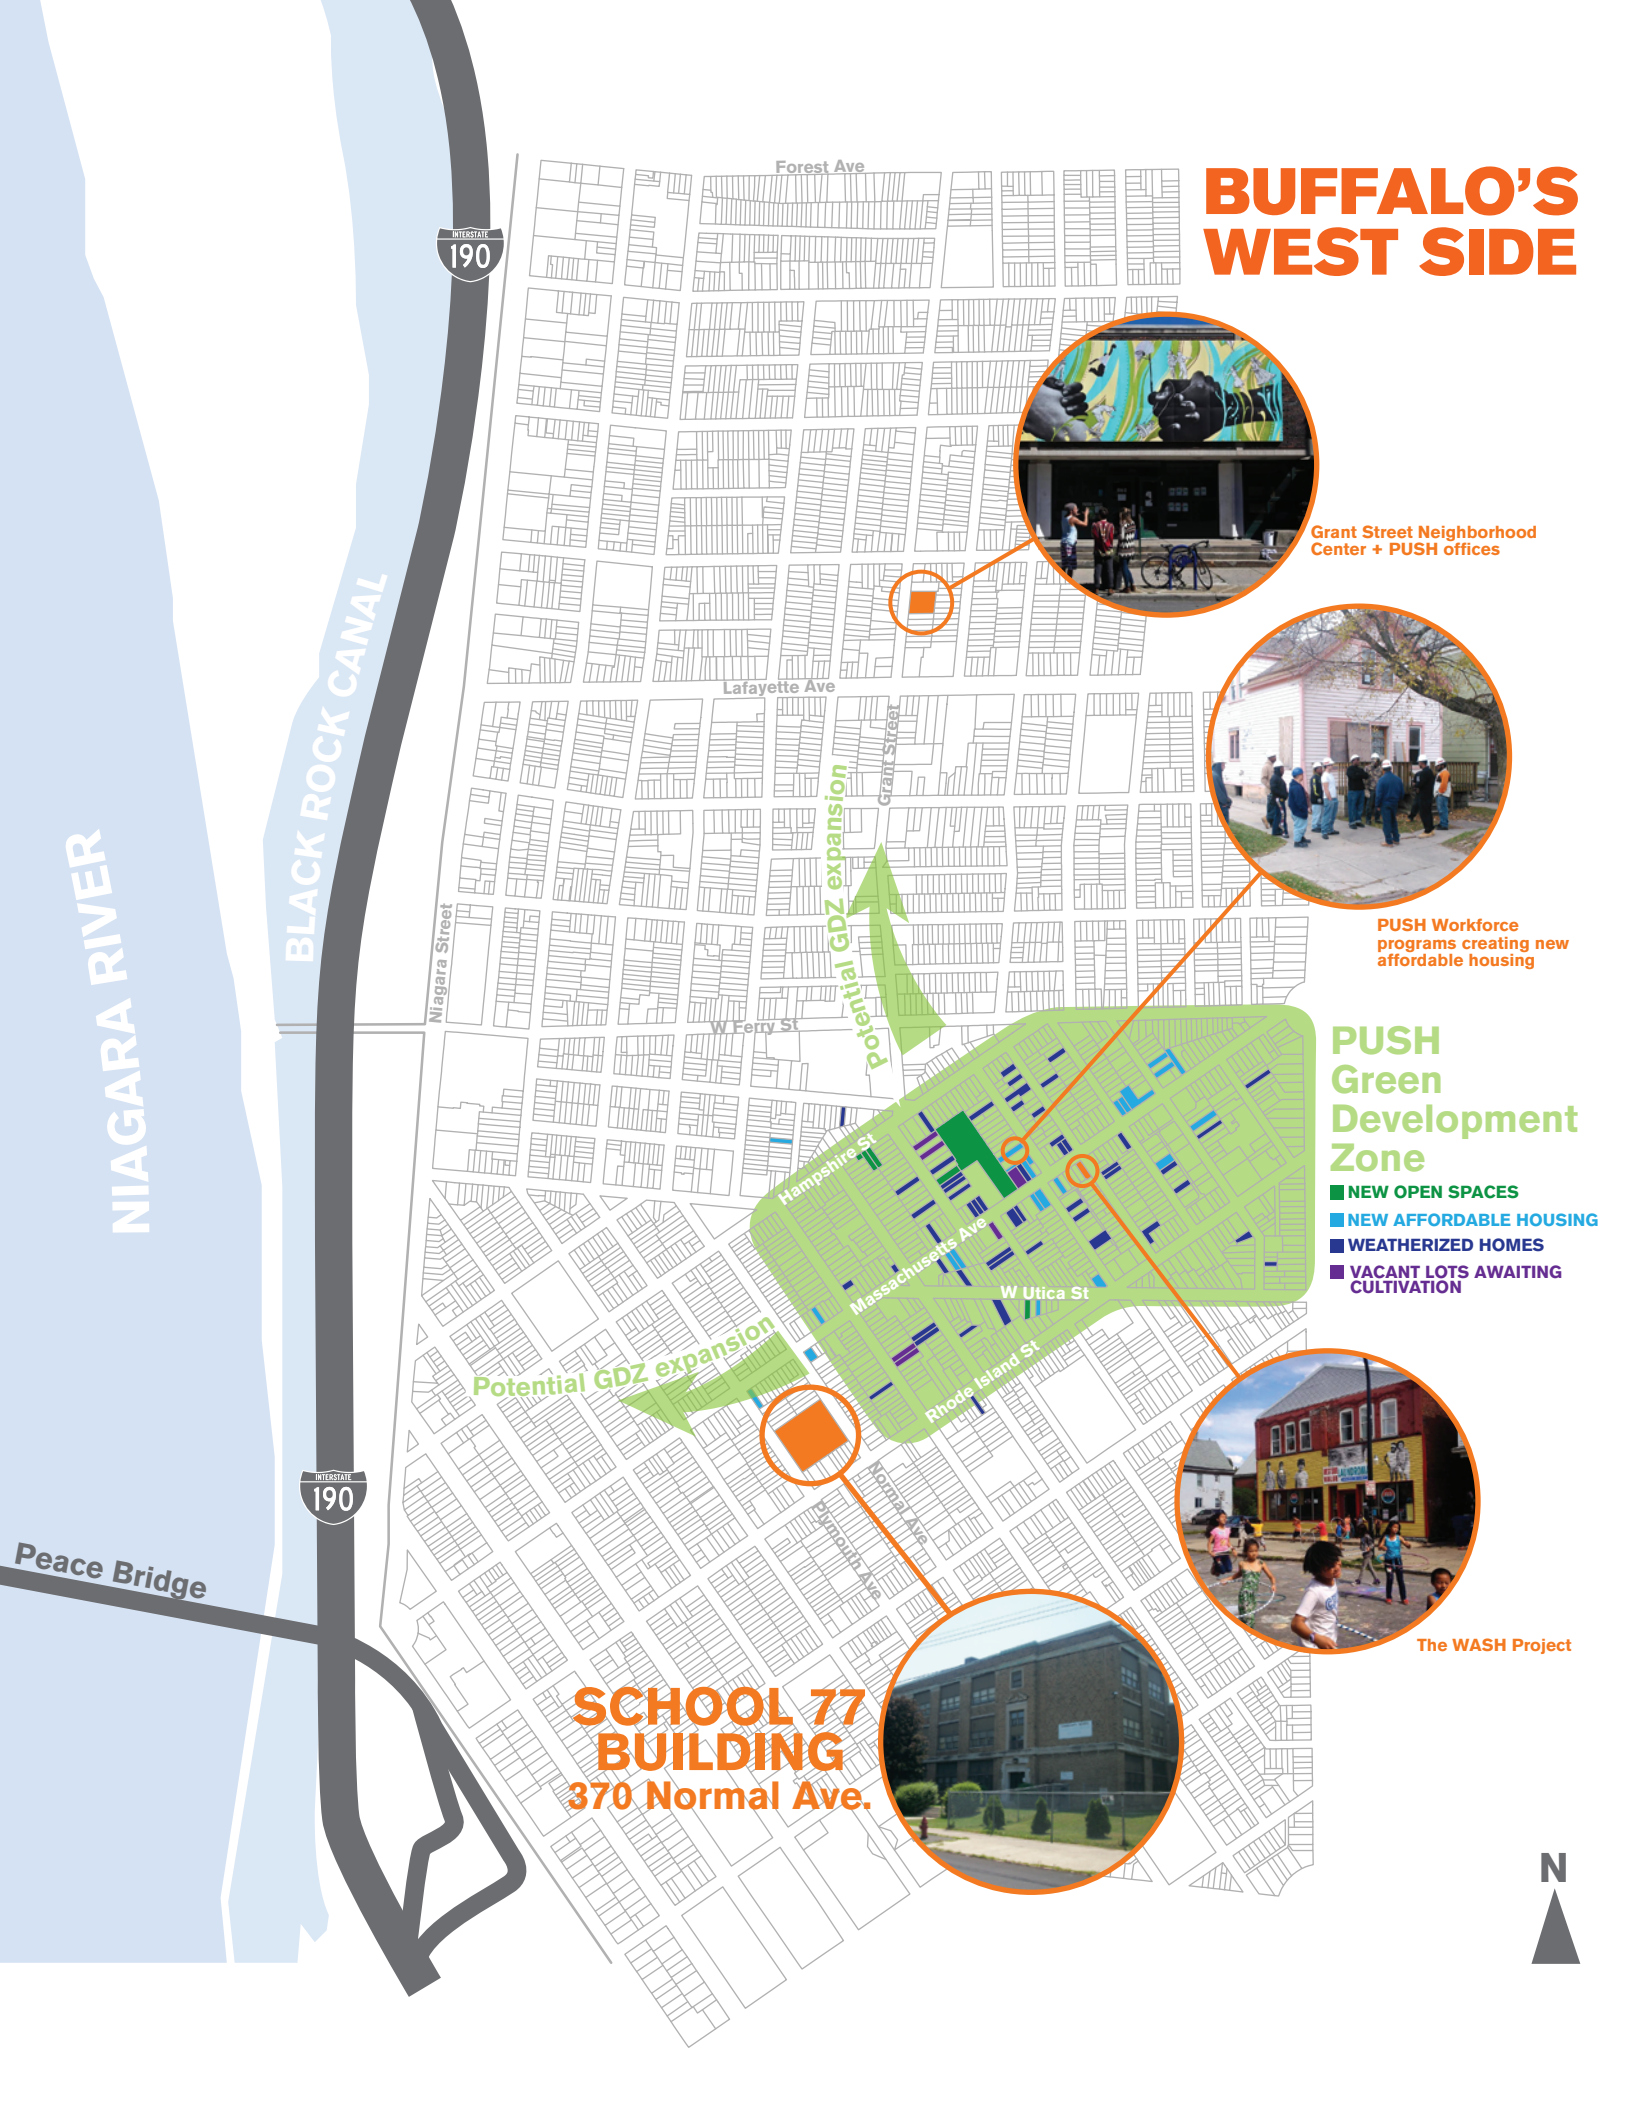 Forest Ave
BUFFALO'S
WEST SIDE
INTERSTATE
190
Grant Street Neighborhood
Center + PUSH offices
BLACK ROCK CANAL
Lafayette Ave
Grant Street
Potential GDZ expansion
NIAGARA RIVER
Niagara Street
PUSH Workforce
programs creating new
affordable housing
W Ferry St
PUSH
Green
Development
Zone
NEW OPEN SPACES
NEW AFFORDABLE HOUSING
WEATHERIZED HOMES
VACANT LOTS AWAITING
CULTIVATION
Hampshire St
Massachusetts Ave
W Utica St
Rhode Island St
Potential GDZ expansion
Normal Ave
Plymouth Ave
INTERSTATE
190
Peace Bridge
The WASH Project
SCHOOL 77
BUILDING
370 Normal Ave.
N